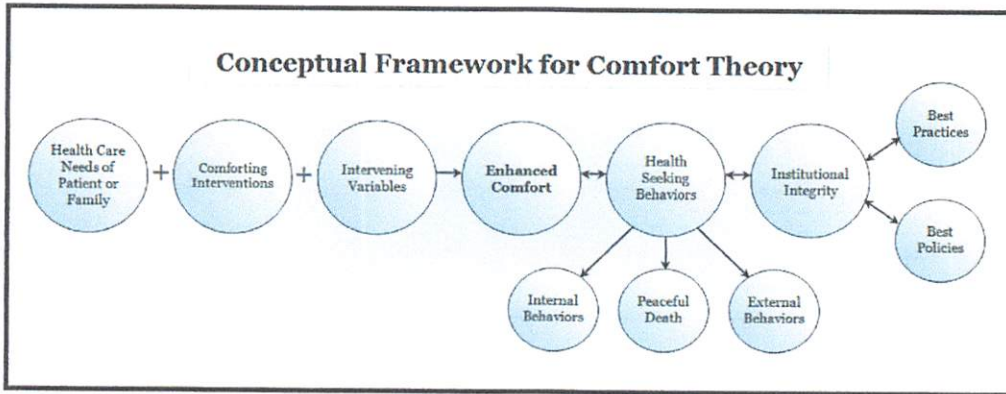 Conceptual Framework for Comfort Theory
Health Care
Needs of
Patient or
Family
+
Comforting
Interventions
+
Intervening
Variables
Enhanced
Comfort
Health
Seeking
Behaviors
Institutional
Integrity
Best
Practices
Best
Policies
Internal
Behaviors
Peaceful
Death
External
Behaviors